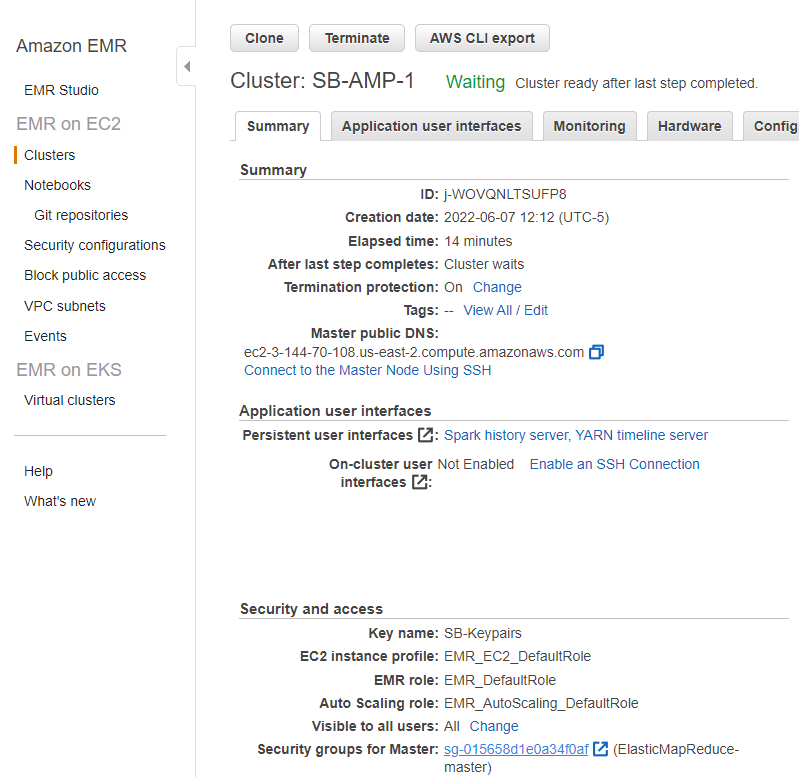 Amazon EMR
EMR Studio
EMR on EC2
Clusters
Notebooks
Git repositories
Security configurations
Block public access
VPC subnets
Events
EMR on EKS
Virtual clusters
Help
What's new
Clone Terminate AWS CLI export
Cluster: SB-AMP-1 Waiting Cluster ready after last step completed.
Summary Application user interfaces Monitoring Hardware Config
Summary
ID: j-WOVQNLTSUFP8
Creation date: 2022-06-07 12:12 (UTC-5)
Elapsed time: 14 minutes
After last step completes: Cluster waits
Termination protection: On Change
Tags: -- View All / Edit
Master public DNS:
ec2-3-144-70-108.us-east-2.compute.amazonaws.com
Connect to the Master Node Using SSH
Application user interfaces
Persistent user interfaces : Spark history server, YARN timeline server
On-cluster user Not Enabled Enable an SSH Connection
interfaces :
Security and access
Key name: SB-Keypairs
EC2 instance profile: EMR_EC2_DefaultRole
EMR role: EMR_DefaultRole
Auto Scaling role: EMR_AutoScaling_DefaultRole
Visible to all users: All Change
Security groups for Master: sg-015658d1e0a34f0af (ElasticMapReduce-
master)